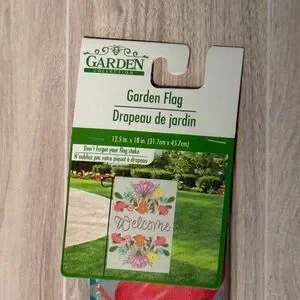 GARDEN
COLLECTION
Garden Flag
Drapeau de jardin
12.5 in. x 18 in. (31.7cm x 45.7cm)
Don't forget your flag stake
N'oubliez pas votre piquet à drapeau
Welcome